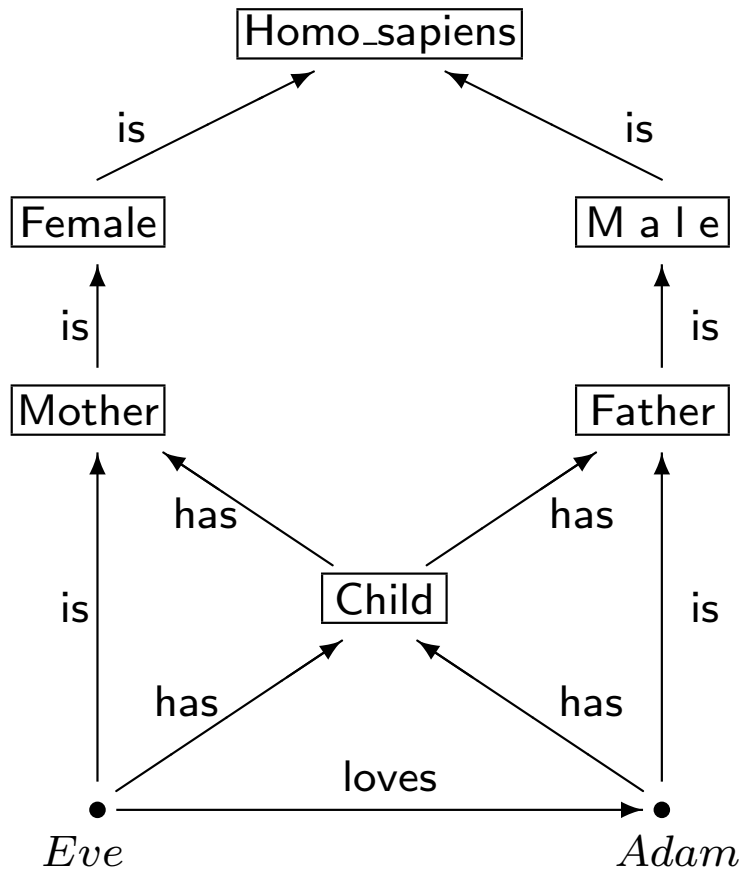 Homo_sapiens
is is
Female M a l e
is is
Mother Father
has has
Child
is is
has has
loves
Eve Adam